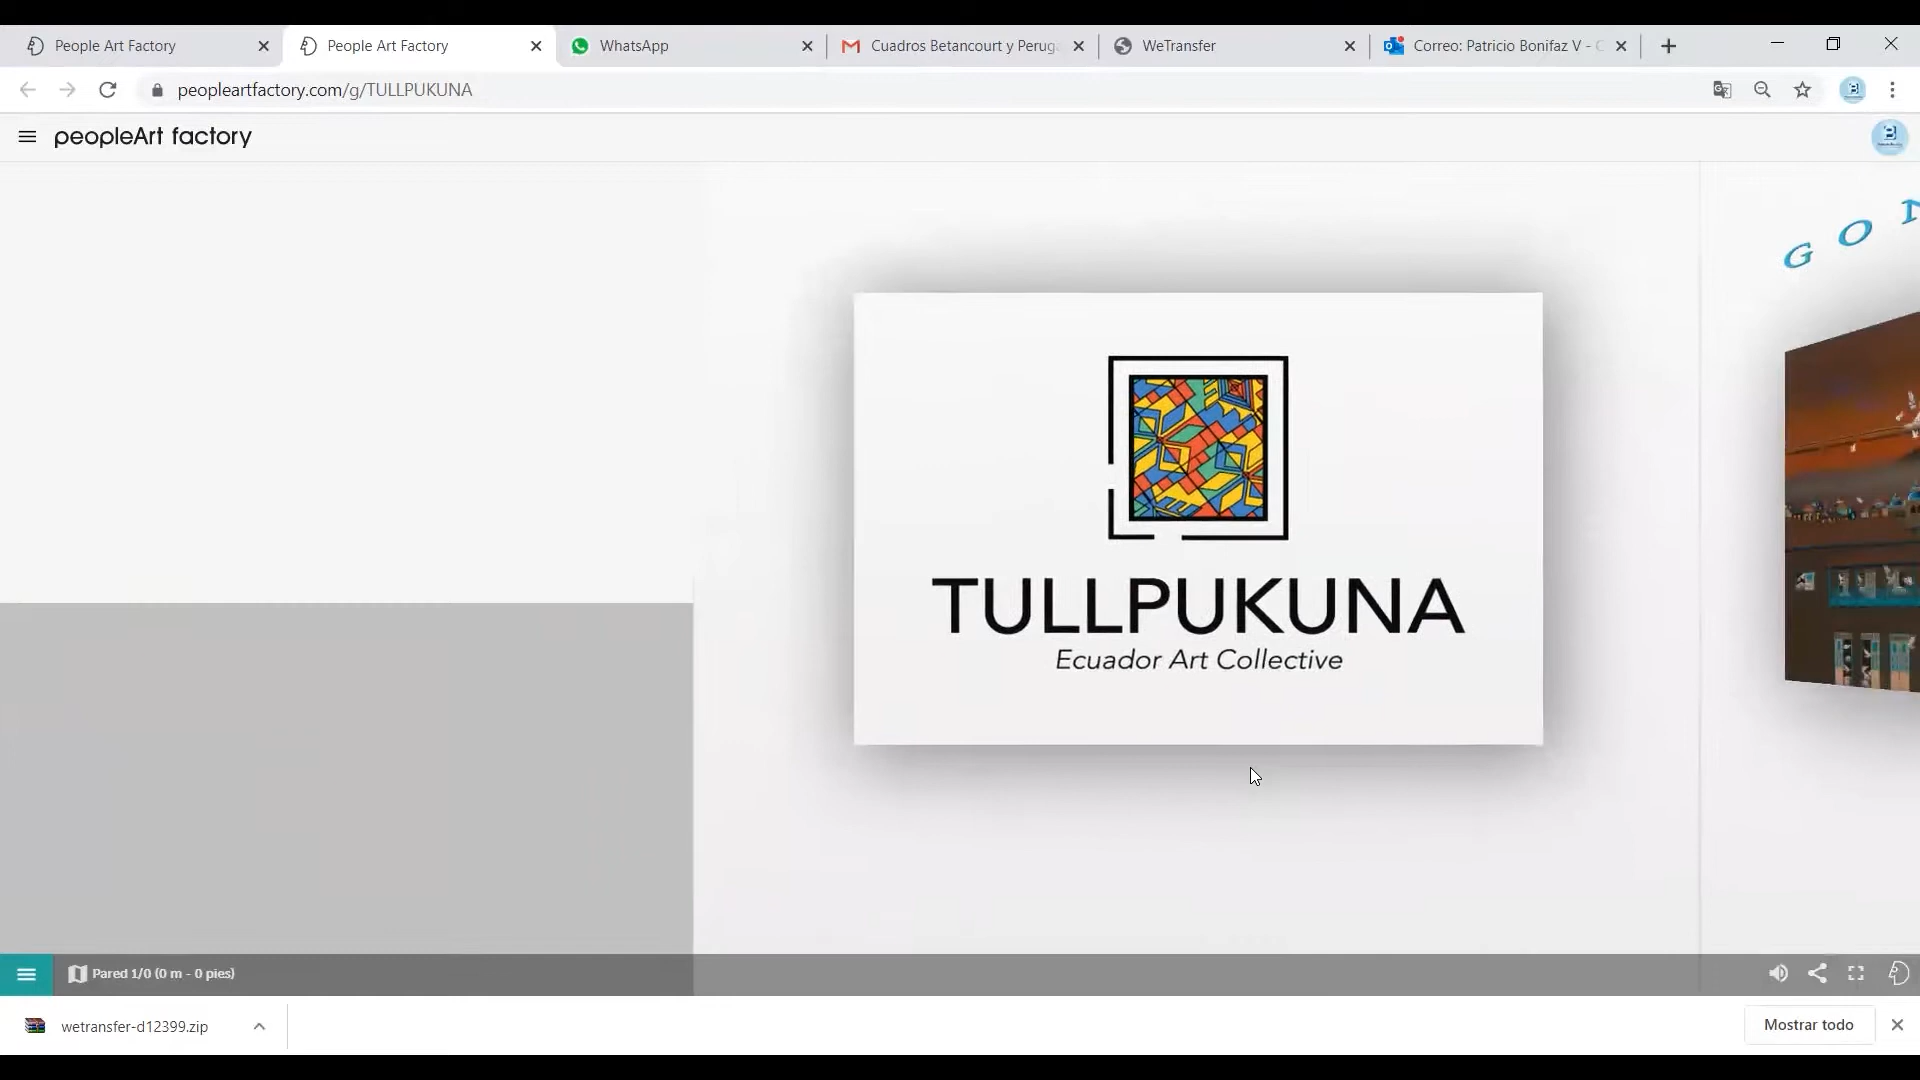 People Art Factory
People Art Factory
WhatsApp
Cuadros Betancourt y Peruga
WeTransfer
Correo: Patricio Bonifaz V - C
peopleartfactory.com/g/TULLPUKUNA
peopleArt factory
G O N
TULLPUKUNA
Ecuador Art Collective
Pared 1/0 (0 m - 0 pies)
wetransfer-d12399.zip
Mostrar todo